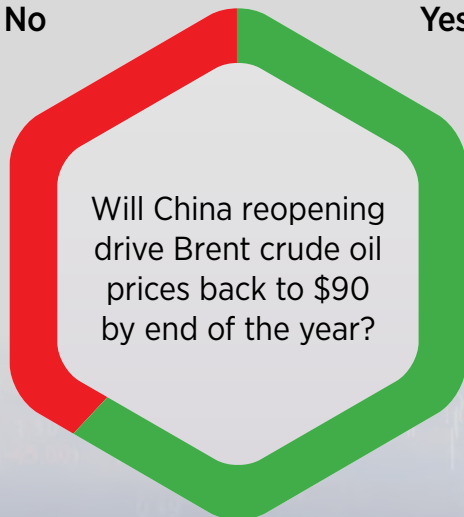 No
Yes
Will China reopening
drive Brent crude oil
prices back to $90
by end of the year?